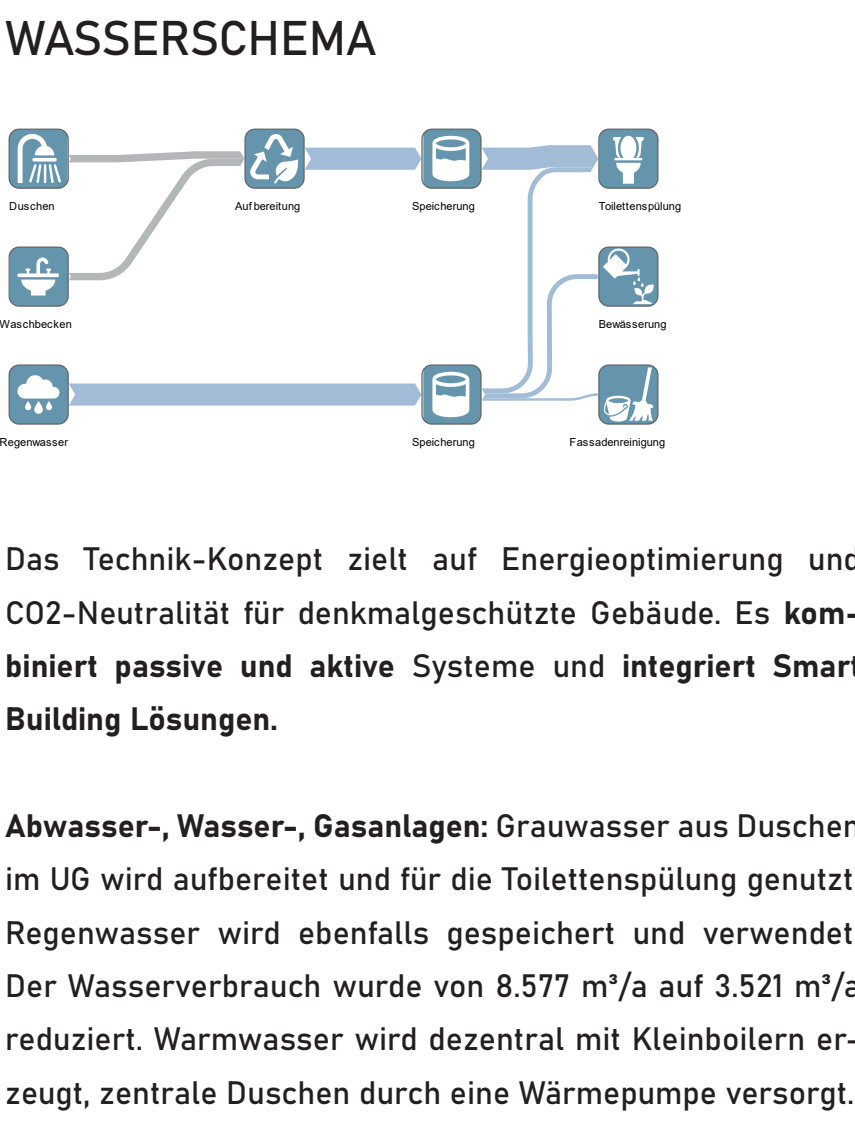 WASSERSCHEMA
Duschen
Aufbereitung
Speicherung
Toilettenspülung
Waschbecken
Bewässerung
Regenwasser
Speicherung
Fassadenreinigung
Das Technik-Konzept zielt auf Energieoptimierung und
CO2-Neutralität für denkmalgeschützte Gebäude. Es kom-
biniert passive und aktive Systeme und integriert Smart
Building Lösungen.
Abwasser-, Wasser-, Gasanlagen: Grauwasser aus Duschen
im UG wird aufbereitet und für die Toilettenspülung genutzt
Regenwasser wird ebenfalls gespeichert und verwendet
Der Wasserverbrauch wurde von 8.577 m³/a auf 3.521 m³/a
reduziert. Warmwasser wird dezentral mit Kleinboilern er-
zeugt, zentrale Duschen durch eine Wärmepumpe versorgt.